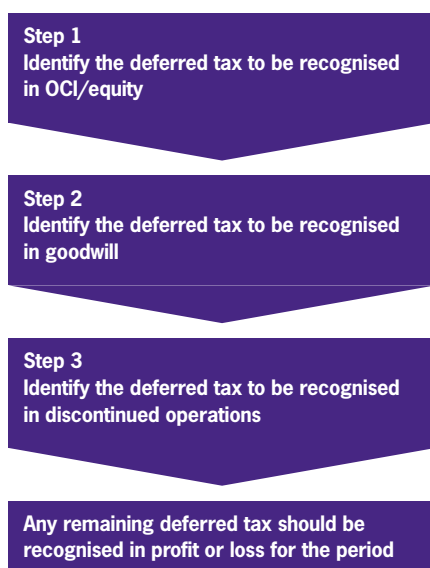 Step 1
Identify the deferred tax to be recognised
in OCI/equity
Step 2
Identify the deferred tax to be recognised
in goodwill
Step 3
Identify the deferred tax to be recognised
in discontinued operations
Any remaining deferred tax should be
recognised in profit or loss for the period